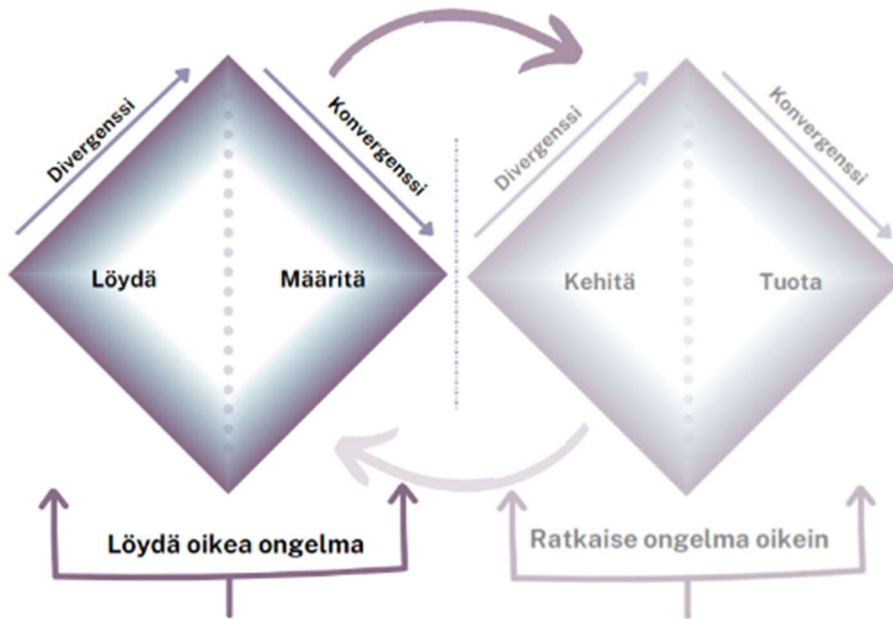 Divergenssi
Konvergenssi
Löydä
Määritä
Löydä oikea ongelma
Divergenssi
Konvergenssi
Kehitä
Tuota
Ratkaise ongelma oikein